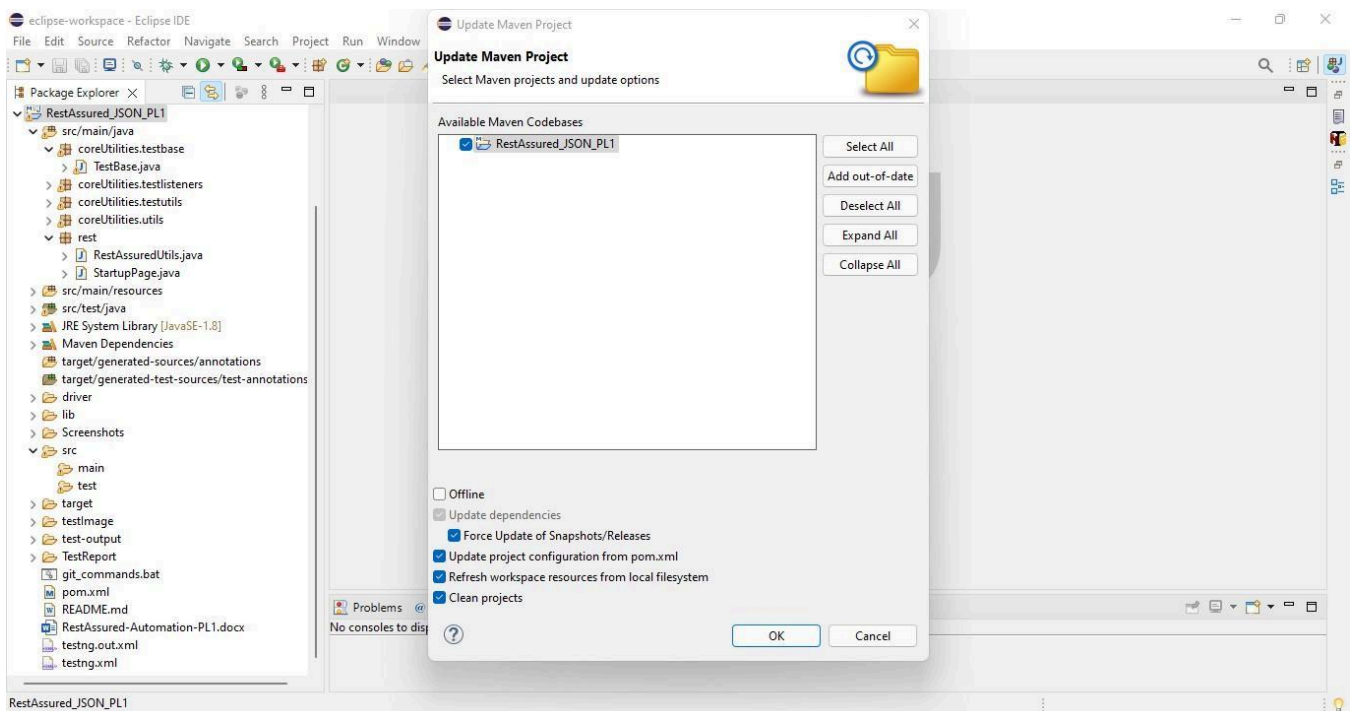 eclipse-workspace - Eclipse IDE
File Edit Source Refactor Navigate Search Project Run Window
Package Explorer
RestAssured_JSON_PL1
src/main/java
coreUtilities.testbase
TestBase.java
coreUtilities.testlisteners
coreUtilities.testutils
coreUtilities.utils
rest
RestAssuredUtils.java
StartupPage.java
src/main/resources
src/test/java
JRE System Library [JavaSE-1.8]
Maven Dependencies
target/generated-sources/annotations
target/generated-test-sources/test-annotations
driver
lib
Screenshots
src
main
test
target
testImage
test-output
TestReport
git_commands.bat
pom.xml
README.md
RestAssured-Automation-PL1.docx
testng.out.xml
testng.xml
RestAssured_JSON_PL1
Problems @
No consoles to disp
Update Maven Project
Update Maven Project
Select Maven projects and update options
Available Maven Codebases
RestAssured_JSON_PL1
Select All
Add out-of-date
Deselect All
Expand All
Collapse All
Offline
Update dependencies
Force Update of Snapshots/Releases
Update project configuration from pom.xml
Refresh workspace resources from local filesystem
Clean projects
?
OK
Cancel